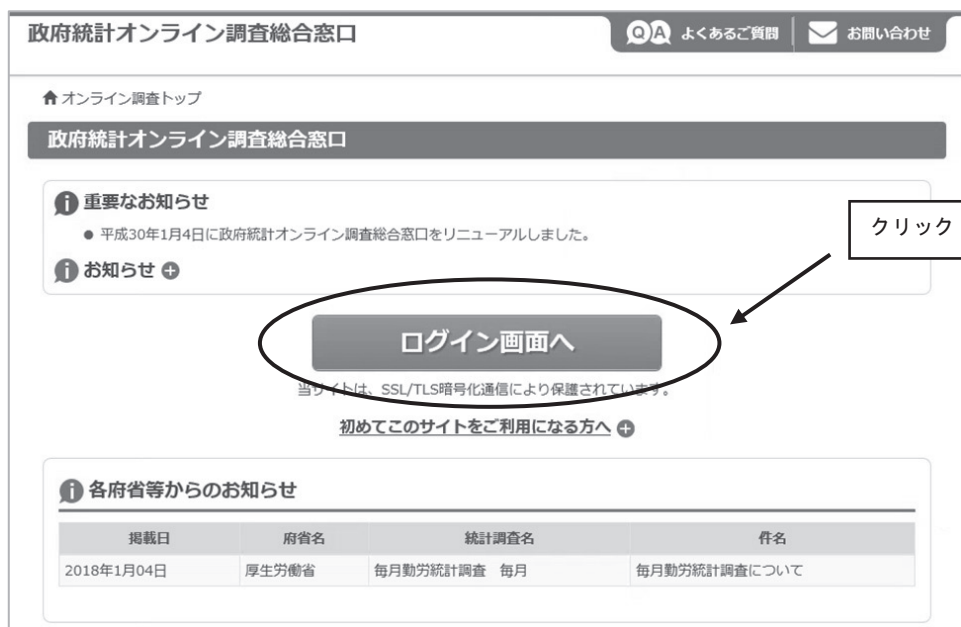 政府統計オンライン調査総合窓口
QA よくあるご質問 お問い合わせ
オンライン調査トップ
政府統計オンライン調査総合窓口
i 重要なお知らせ
● 平成30年1月4日に政府統計オンライン調査総合窓口をリニューアルしました。
クリック
i お知らせ
ログイン画面へ
当サイトは、SSL/TLS暗号化通信により保護されています。
初めてこのサイトをご利用になる方へ
i 各府省等からのお知らせ
掲載日 府省名 統計調査名 件名
2018年1月04日 厚生労働省 毎月勤労統計調査 毎月 毎月勤労統計調査について